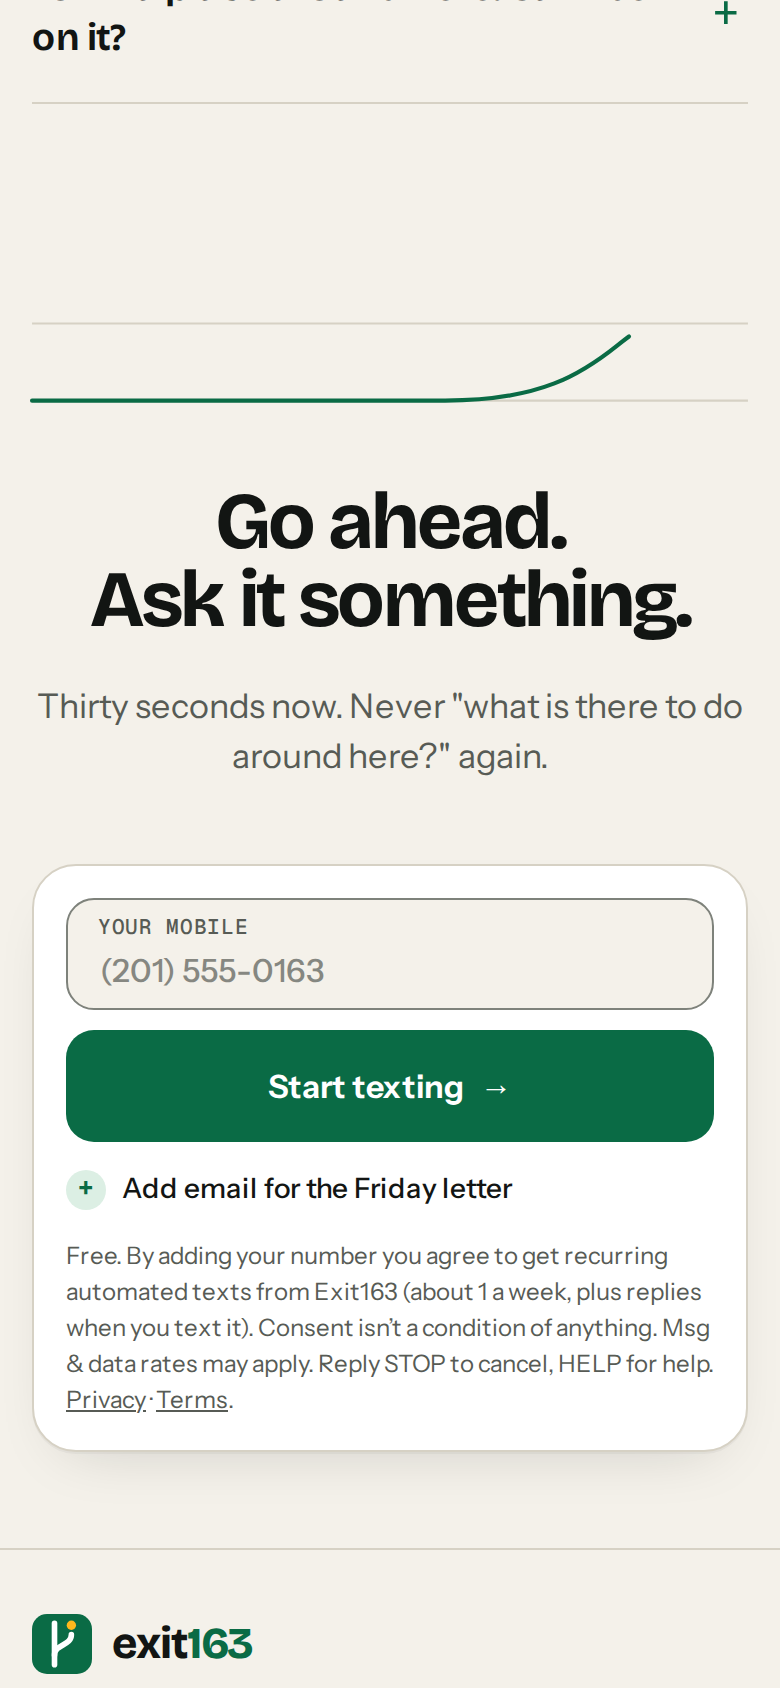 on it?
Go ahead.
Ask it something.
Thirty seconds now. Never "what is there to do
around here?" again.
YOUR MOBILE
(201) 555-0163
Start texting →
+ Add email for the Friday letter
Free. By adding your number you agree to get recurring
automated texts from Exit163 (about 1 a week, plus replies
when you text it). Consent isn’t a condition of anything. Msg
& data rates may apply. Reply STOP to cancel, HELP for help.
Privacy · Terms.
exit163